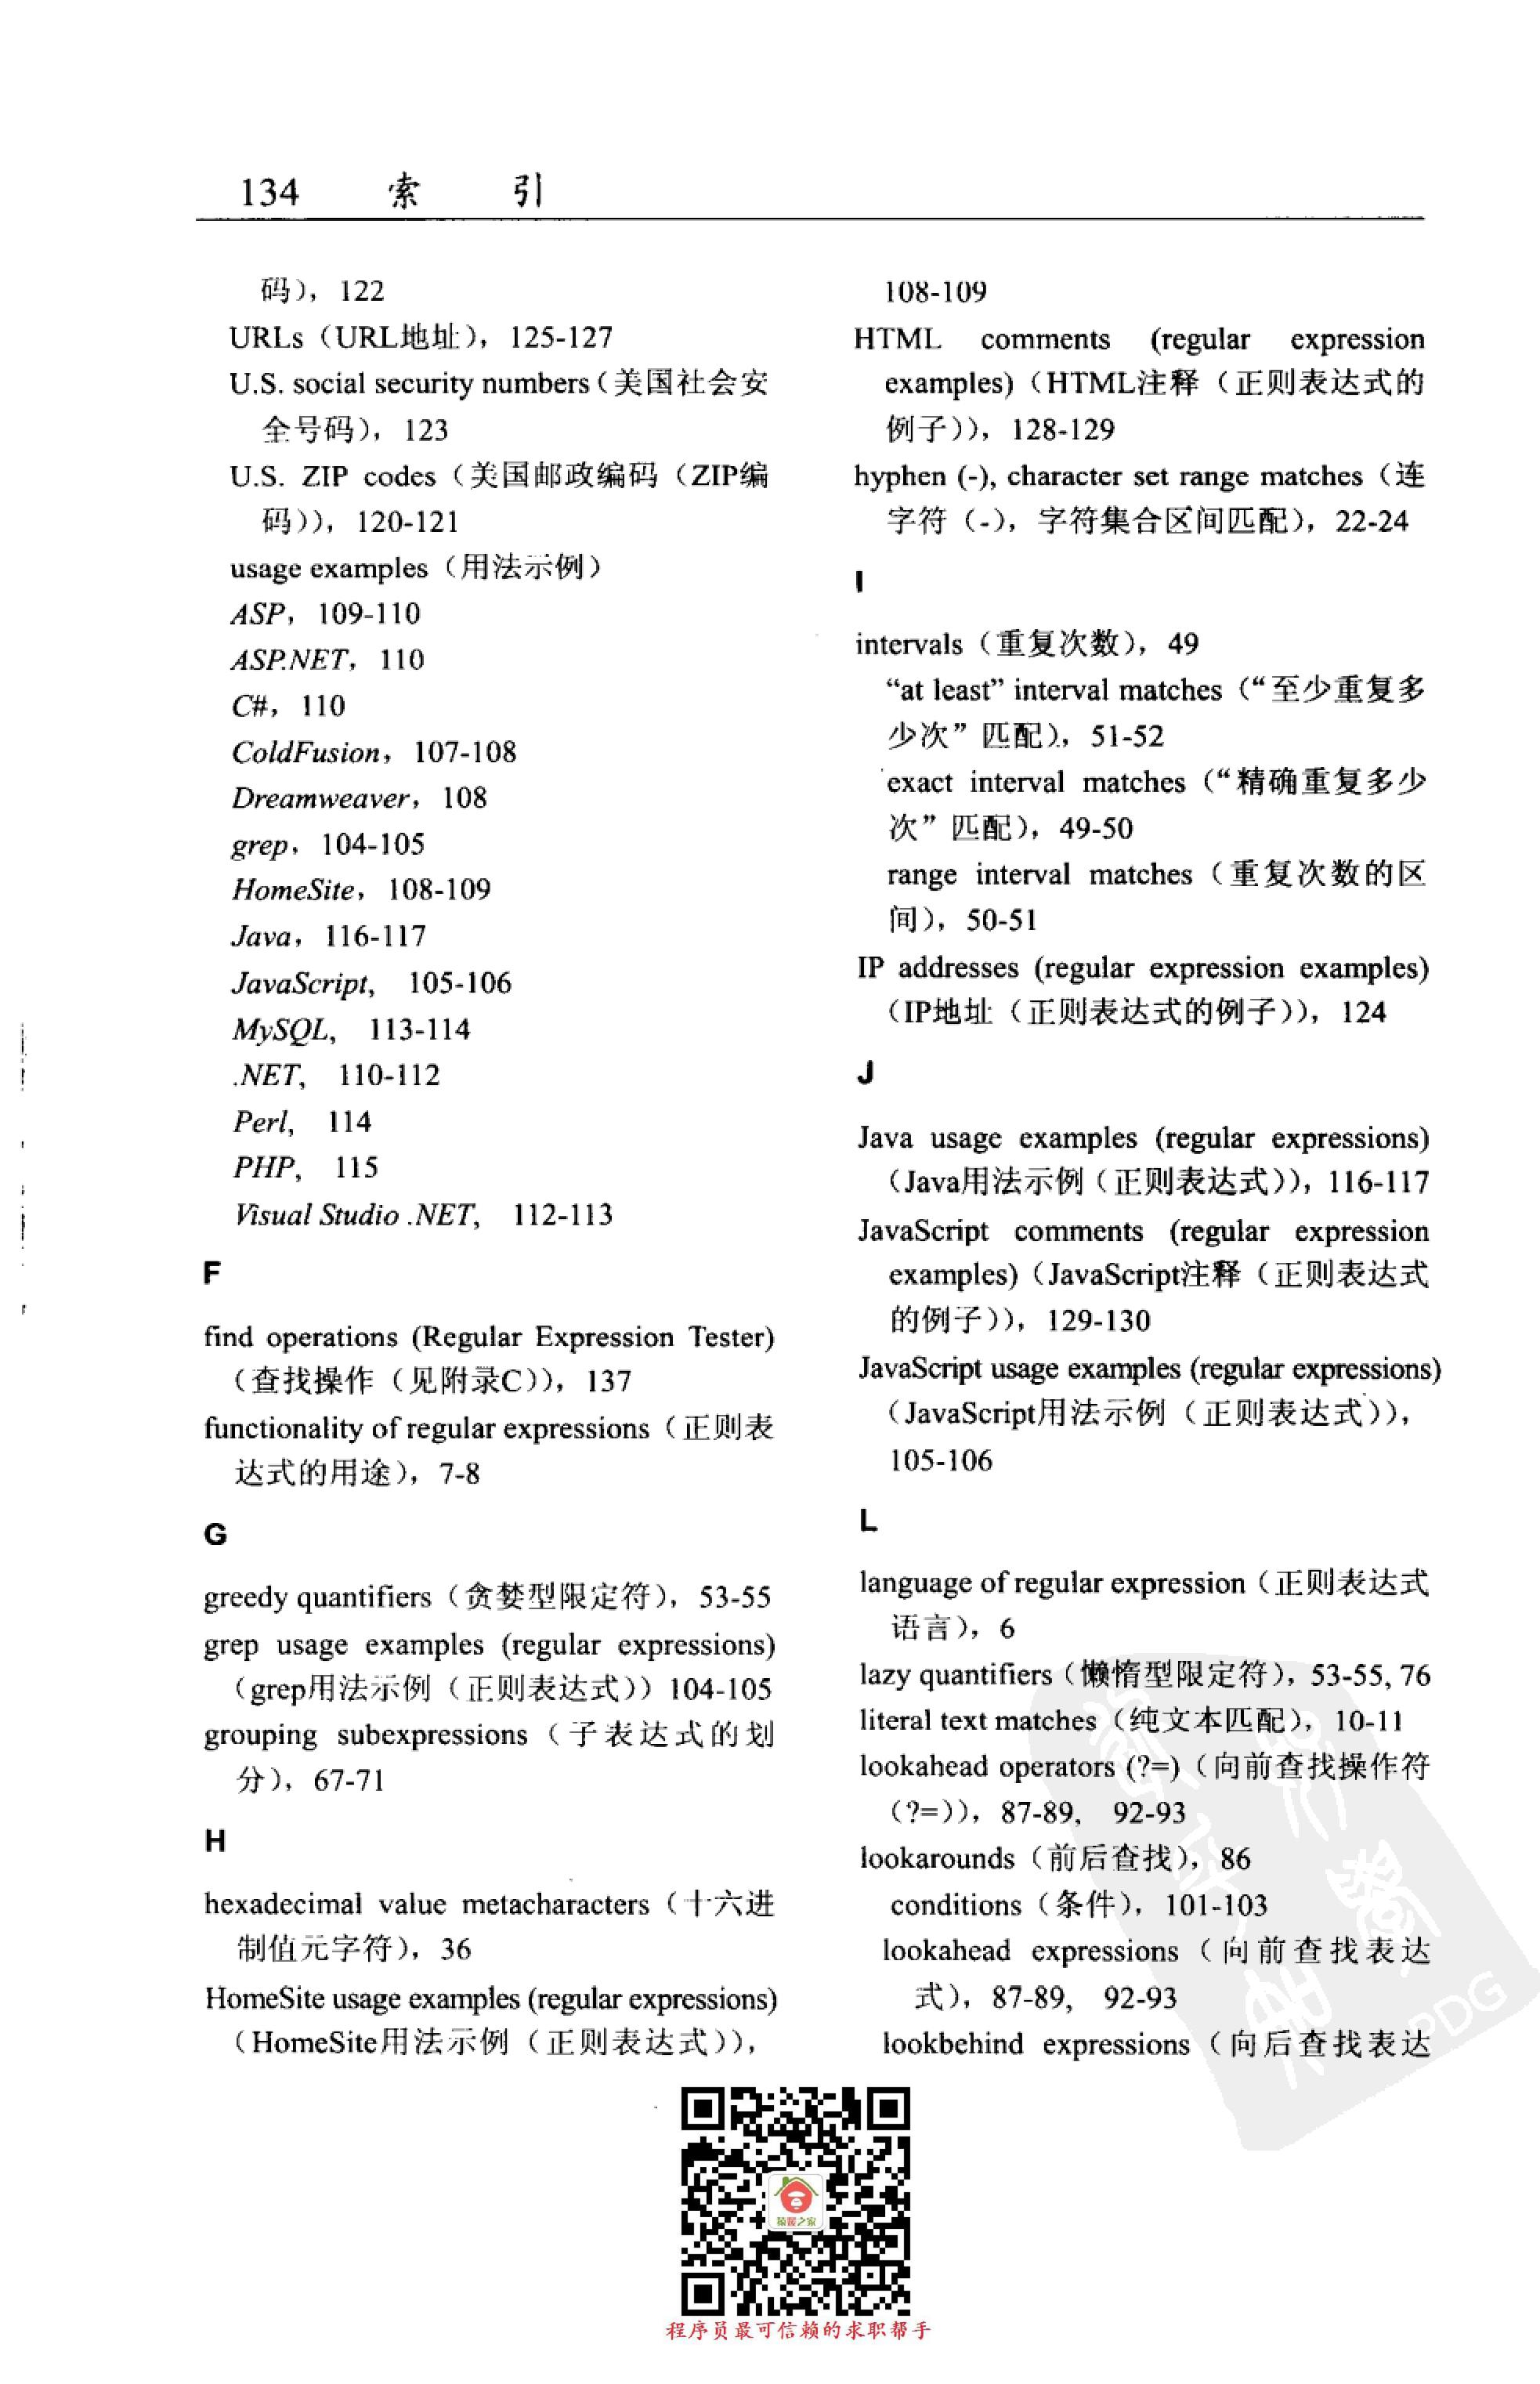 134 索 引
码)，122
URLs（URL地址），125-127
U.S. social security numbers（美国社会安
全号码），123
U.S. ZIP codes（美国邮政编码（ZIP编
码)），120-121
usage examples（用法示例）
ASP，109-110
ASP.NET，110
C#，110
ColdFusion，107-108
Dreamweaver，108
grep，104-105
HomeSite，108-109
Java，116-117
JavaScript, 105-106
MySQL, 113-114
.NET, 110-112
Perl, 114
PHP, 115
Visual Studio .NET, 112-113
F
find operations (Regular Expression Tester)
（查找操作（见附录C)），137
functionality of regular expressions（正则表
达式的用途），7-8
G
greedy quantifiers（贪婪型限定符），53-55
grep usage examples (regular expressions)
（grep用法示例（正则表达式)）104-105
grouping subexpressions（子表达式的划
分），67-71
H
hexadecimal value metacharacters（十六进
制值元字符），36
HomeSite usage examples (regular expressions)
（HomeSite用法示例（正则表达式)），
108-109
HTML comments (regular expression
examples)（HTML注释（正则表达式的
例子)），128-129
hyphen (-), character set range matches（连
字符（-），字符集合区间匹配），22-24
I
intervals（重复次数），49
“at least” interval matches（“至少重复多
少次”匹配），51-52
exact interval matches（“精确重复多少
次”匹配），49-50
range interval matches（重复次数的区
间），50-51
IP addresses (regular expression examples)
（IP地址（正则表达式的例子)），124
J
Java usage examples (regular expressions)
（Java用法示例（正则表达式)），116-117
JavaScript comments (regular expression
examples)（JavaScript注释（正则表达式
的例子)），129-130
JavaScript usage examples (regular expressions)
（JavaScript用法示例（正则表达式)），
105-106
L
language of regular expression（正则表达式
语言），6
lazy quantifiers（懒惰型限定符），53-55, 76
literal text matches（纯文本匹配），10-11
lookahead operators (?=)（向前查找操作符
（?=)），87-89, 92-93
lookarounds（前后查找），86
conditions（条件），101-103
lookahead expressions（向前查找表达
式），87-89, 92-93
lookbehind expressions（向后查找表达
PDG
程序员最可信赖的求职帮手